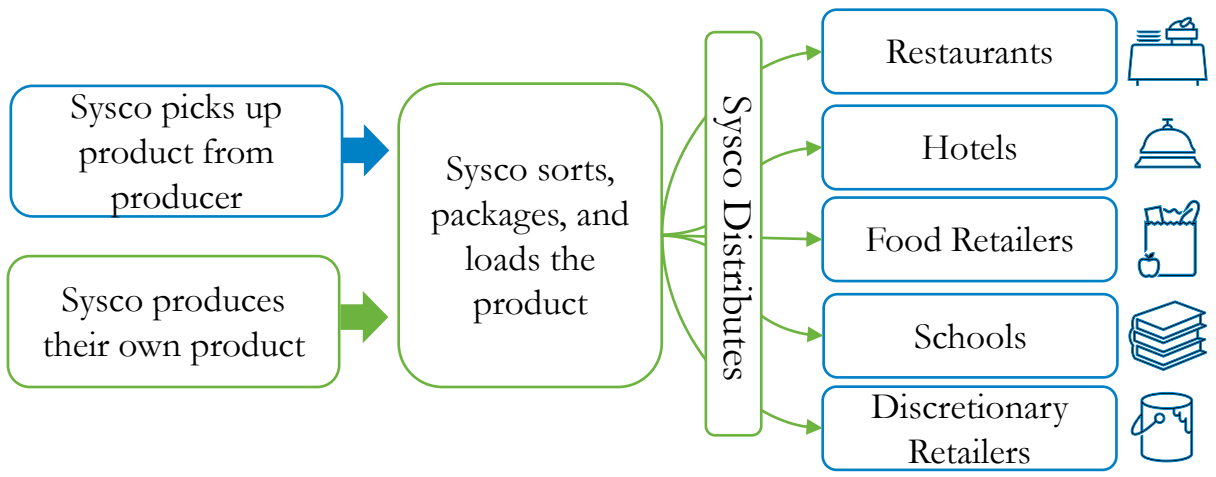 Sysco picks up
product from
producer
Sysco produces
their own product
Sysco sorts,
packages, and
loads the
product
Sysco Distributes
Restaurants
Hotels
Food Retailers
Schools
Discretionary
Retailers